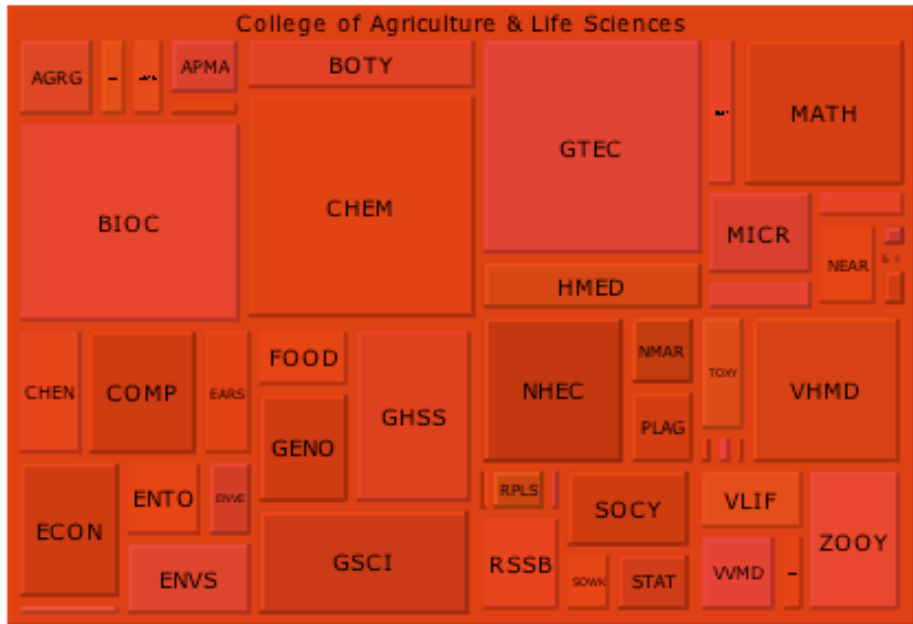 College of Agriculture & Life Sciences
AGRG
APMA
BOTY
GTEC
MATH
BIOC
CHEM
MICR
NEAR
HMED
CHEN
COMP
EARS
FOOD
GHSS
GENO
NHEC
NMAR
PLAG
TOXY
VHMD
ECON
ENTO
ENVE
ENVS
GSCI
RPLS
SOCY
RSSB
SOWK
STAT
VLIF
VVMD
ZOOY